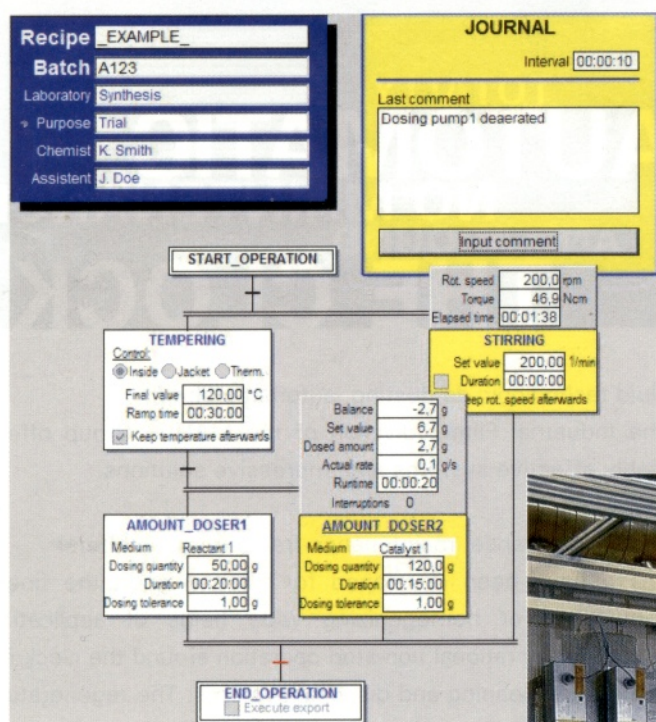 Recipe _EXAMPLE_
Batch A123
Laboratory Synthesis
Purpose Trial
Chemist K. Smith
Assistent J. Doe
JOURNAL
Interval 00:00:10
Last comment
Dosing pump1 deaerated
Input comment
START_OPERATION
Rot. speed 200,0 rpm
Torque 46,9 Ncm
Elapsed time 00:01:38
STIRRING
Set value 200,00 1/min
Duration 00:00:00
eep rot. speed afterwards
TEMPERING
Control:
Inside Jacket Therm.
Final value 120,00 °C
Ramp time 00:30:00
Keep temperature afterwards
Balance -2,7 g
Set value 6,7 g
Dosed amount 2,7 g
Actual rate 0,1 g/s
Runtime 00:00:20
Interruptions 0
AMOUNT_DOSER1
Medium Reactant 1
Dosing quantity 50,00 g
Duration 00:20:00
Dosing tolerance 1,00 g
AMOUNT_DOSER2
Medium Catalyst 1
Dosing quantity 120,0 g
Duration 00:15:00
Dosing tolerance 1,00 g
END_OPERATION
Execute export